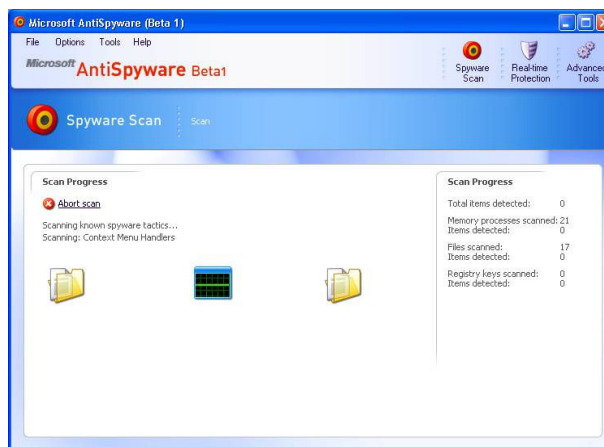 Microsoft AntiSpyware (Beta 1)
File Options Tools Help
Microsoft AntiSpyware Beta1
Spyware Scan
Real-time Protection
Advanced Tools
Spyware Scan
Scan
Scan Progress
Abort scan
Scanning known spyware tactics...
Scanning: Context Menu Handlers
Scan Progress
Total items detected: 0
Memory processes scanned: 21
Items detected: 0
Files scanned: 17
Items detected: 0
Registry keys scanned: 0
Items detected: 0